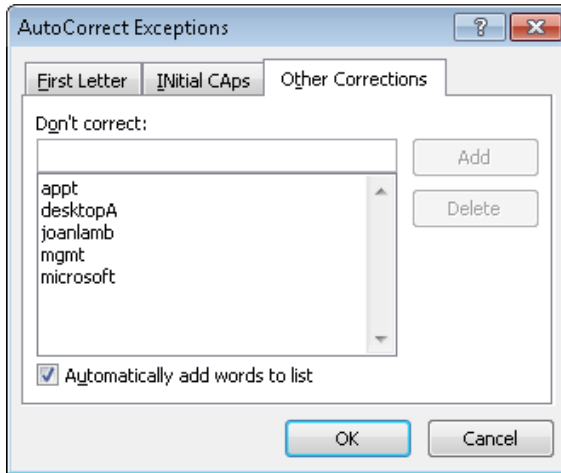 AutoCorrect Exceptions
First Letter INitial CAps Other Corrections
Don't correct:
Add
appt
desktopA
Delete
joanlamb
mgmt
microsoft
Automatically add words to list
OK Cancel